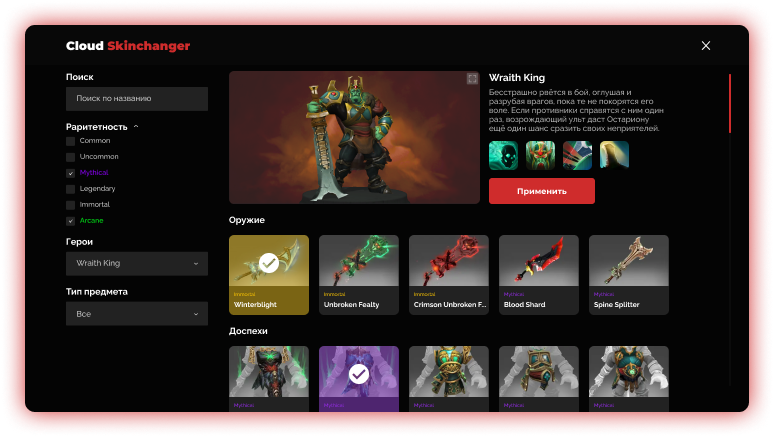 Cloud Skinchanger
Поиск
Поиск по названию
Раритетность
Common
Uncommon
Mythical
Legendary
Immortal
Arcane
Герои
Wraith King
Тип предмета
Все
Wraith King
Бесстрашно рвётся в бой, оглушая и
разрубая врагов, пока те не покорятся его
воле. Если противники справятся с ним один
раз, возрождающий ульт даст Остариону
ещё один шанс сразить своих неприятелей.
Применить
Оружие
Immortal
Winterblight
Immortal
Unbroken Fealty
Immortal
Crimson Unbroken F...
Mythical
Blood Shard
Mythical
Spine Splitter
Доспехи
Mythical
Mythical
Mythical
Mythical
Mythical